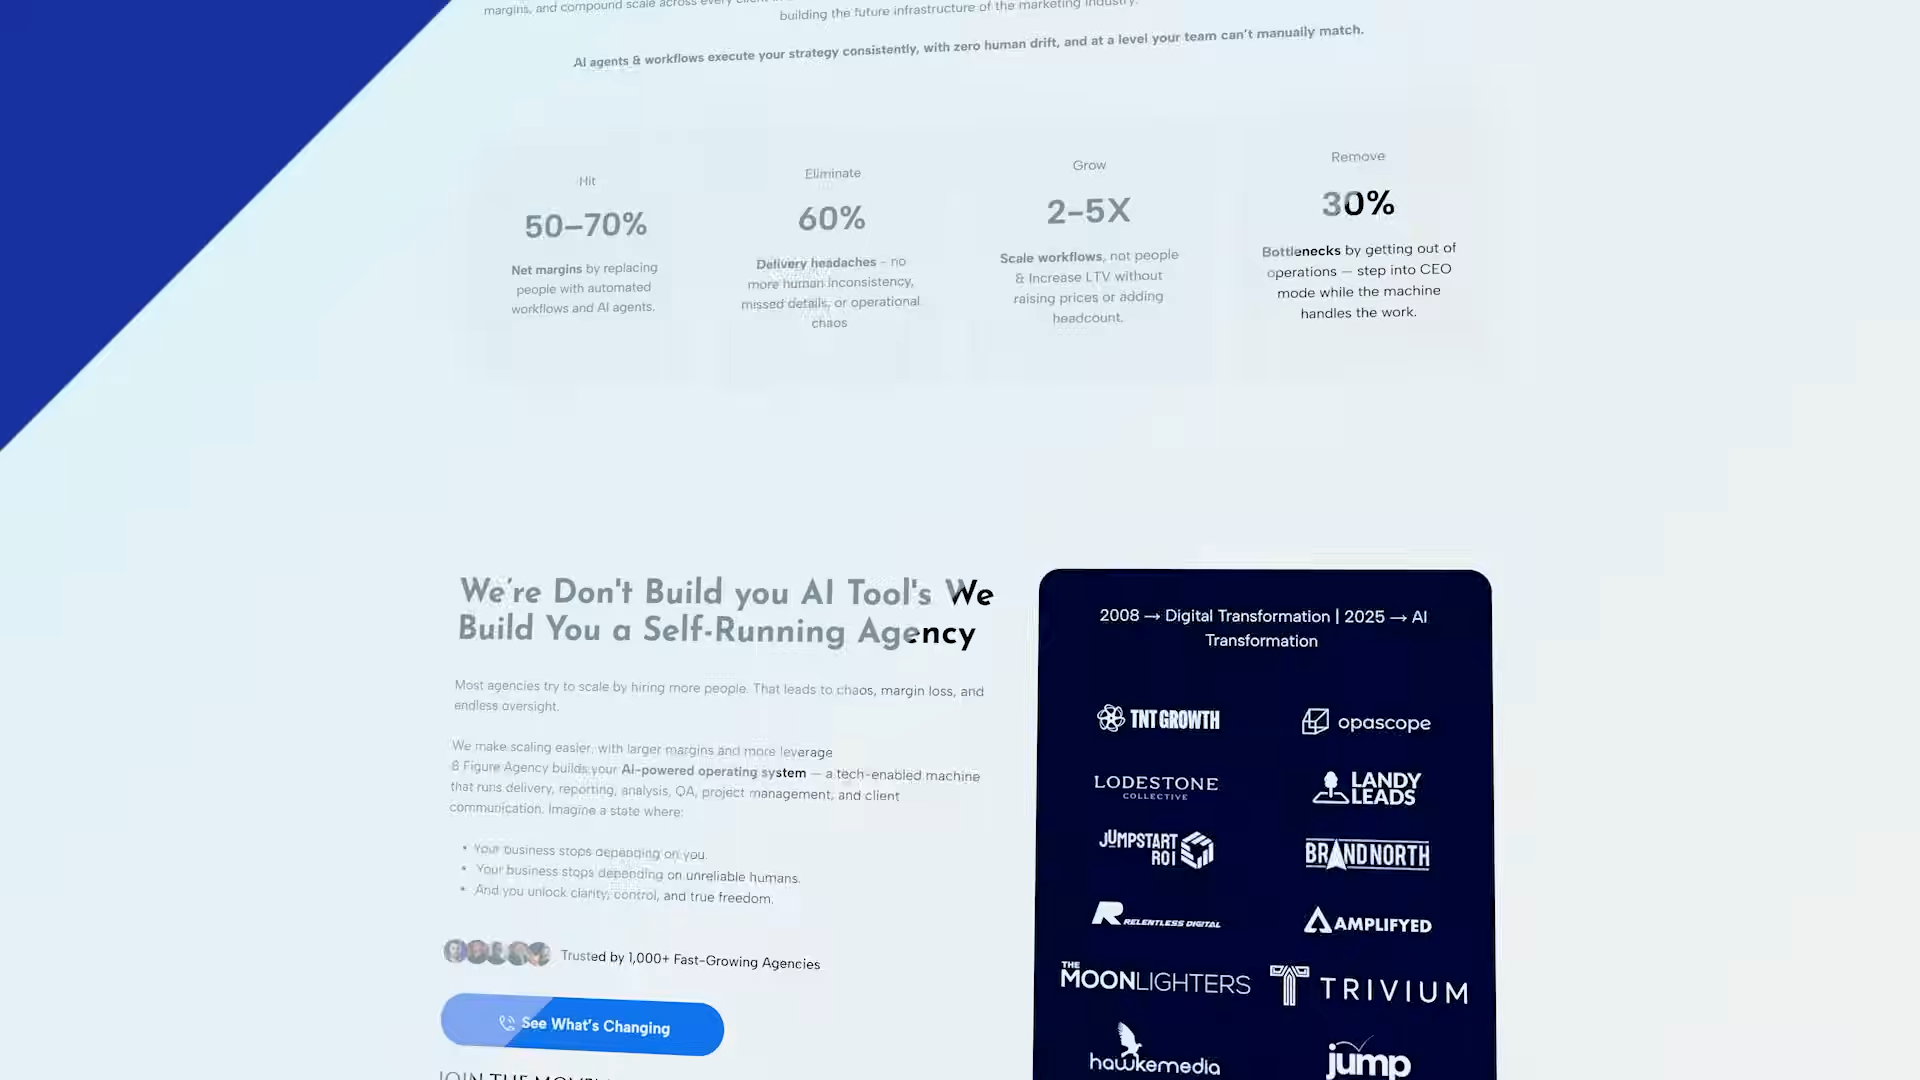 margins, and compound scale across every client
building the future infrastructure of the marketing industry.
AI agents & workflows execute your strategy consistently, with zero human drift, and at a level your team can't manually match.
Hit
50–70%
Net margins by replacing
people with automated
workflows and AI agents.
Eliminate
60%
Delivery headaches – no
more human inconsistency,
missed details, or operational
chaos
Grow
2-5X
Scale workflows, not people
& Increase LTV without
raising prices or adding
headcount.
Remove
30%
Bottlenecks by getting out of
operations — step into CEO
mode while the machine
handles the work.
We're Don't Build you AI Tool's We
Build You a Self-Running Agency
Most agencies try to scale by hiring more people. That leads to chaos, margin loss, and
endless oversight.
We make scaling easier, with larger margins and more leverage
8 Figure Agency builds your AI-powered operating system — a tech-enabled machine
that runs delivery, reporting, analysis, QA, project management, and client
communication. Imagine a state where:
• Your business stops depending on you.
• Your business stops depending on unreliable humans.
• And you unlock clarity, control, and true freedom.
Trusted by 1,000+ Fast-Growing Agencies
See What's Changing
JOIN THE
2008 → Digital Transformation | 2025 → AI
Transformation
TNT GROWTH
opascope
LODESTONE
COLLECTIVE
LANDY
LEADS
JUMPSTART
ROI
BRANDNORTH
RELENTLESS DIGITAL
AMPLIFYED
THE
MOONLIGHTERS
TRIVIUM
hawkemedia
jump